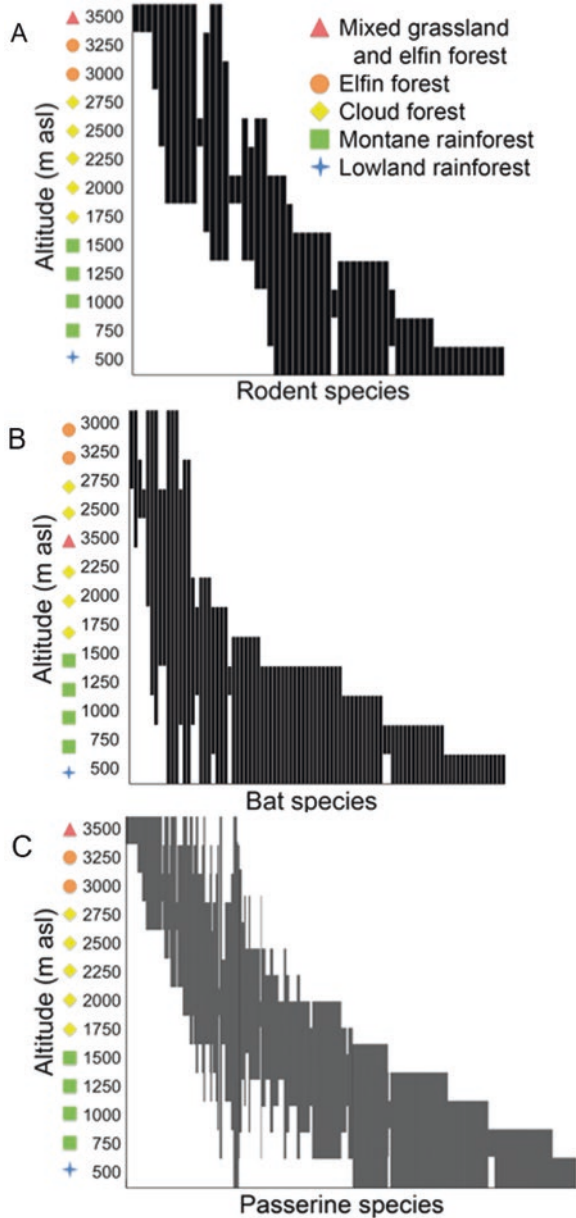 A
Altitude (m asl)
3500
3250
3000
2750
2500
2250
2000
1750
1500
1250
1000
750
500
Mixed grassland
and elfin forest
Elfin forest
Cloud forest
Montane rainforest
Lowland rainforest
Rodent species
B
Altitude (m asl)
3000
3250
2750
2500
3500
2250
2000
1750
1500
1250
1000
750
500
Bat species
C
Altitude (m asl)
3500
3250
3000
2750
2500
2250
2000
1750
1500
1250
1000
750
500
Passerine species